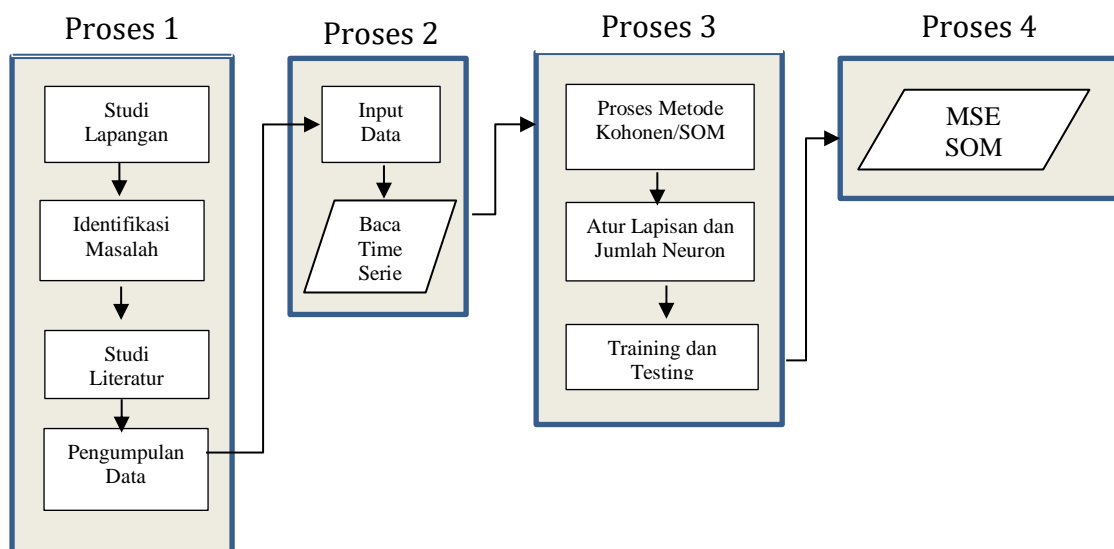 Proses 1
Studi
Lapangan
Identifikasi
Masalah
Studi
Literatur
Pengumpulan
Data
Proses 2
Input
Data
Baca
Time
Serie
Proses 3
Proses Metode
Kohonen/SOM
Atur Lapisan dan
Jumlah Neuron
Training dan
Testing
Proses 4
MSE
SOM